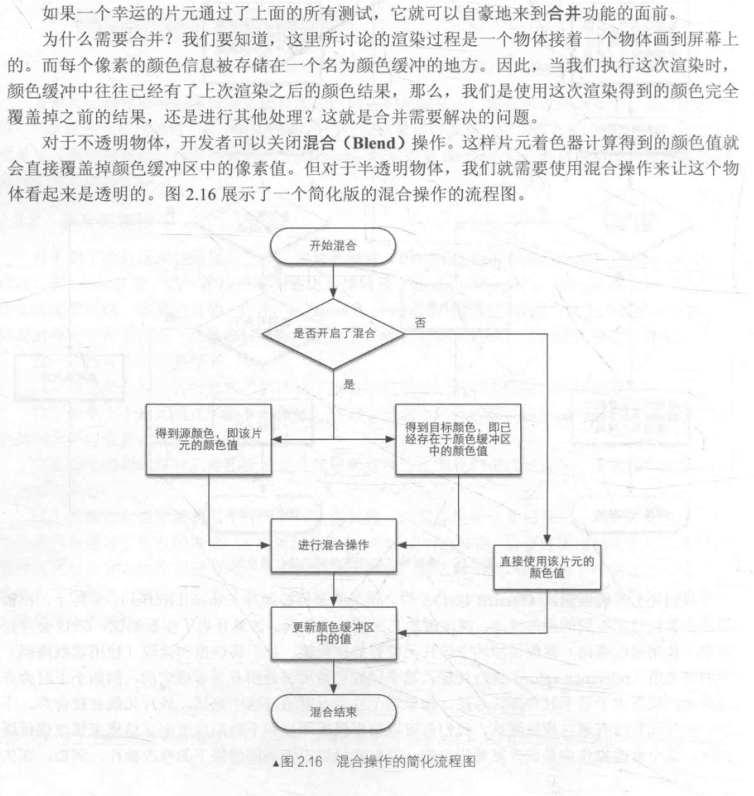 如果一个幸运的片元通过了上面的所有测试，它就可以自豪地来到合并功能的面前。
为什么需要合并？我们要知道，这里所讨论的渲染过程是一个物体接着一个物体画到屏幕上
的。而每个像素的颜色信息被存储在一个名为颜色缓冲的地方。因此，当我们执行这次渲染时，
颜色缓冲中往往已经有了上次渲染之后的颜色结果，那么，我们是使用这次渲染得到的颜色完全
覆盖掉之前的结果，还是进行其他处理？这就是合并需要解决的问题。
对于不透明物体，开发者可以关闭混合（Blend）操作。这样片元着色器计算得到的颜色值就
会直接覆盖掉颜色缓冲区中的像素值。但对于半透明物体，我们就需要使用混合操作来让这个物
体看起来是透明的。图 2.16 展示了一个简化版的混合操作的流程图。
开始混合
是否开启了混合
否
是
得到源颜色，即该片
元的颜色值
得到目标颜色，即已
经存在于颜色缓冲区
中的颜色值
进行混合操作
直接使用该片元的
颜色值
更新颜色缓冲区
中的值
混合结束
▲图 2.16 混合操作的简化流程图